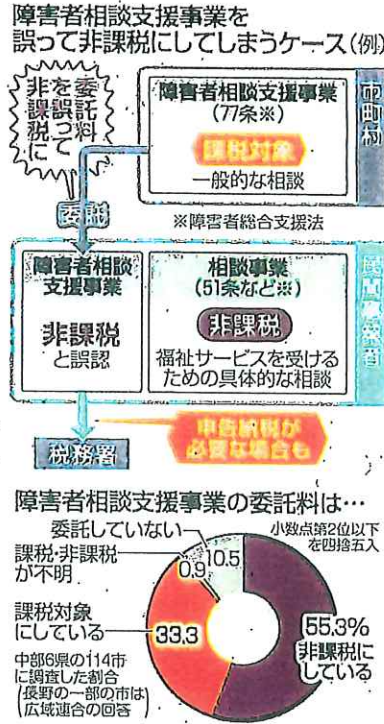 障害者相談支援事業を
誤って非課税にしてしまうケース(例)
委託料
を誤って
非課税に
障害者相談支援事業
(77条※)
課税対象
一般的な相談
市町村
委託
※障害者総合支援法
障害者相談
支援事業
非課税
と誤認
相談事業
(51条など※)
非課税
福祉サービスを受ける
ための具体的な相談
民間事業者
税務署
申告納税が
必要な場合も
障害者相談支援事業の委託料は…
小数点第2位以下
を四捨五入
委託していない
10.5
課税・非課税
が不明
0.9
課税対象
にしている
33.3
55.3%
非課税に
している
中部6県の114市
に調査した割合
(長野の一部の市は
広域連合の回答)